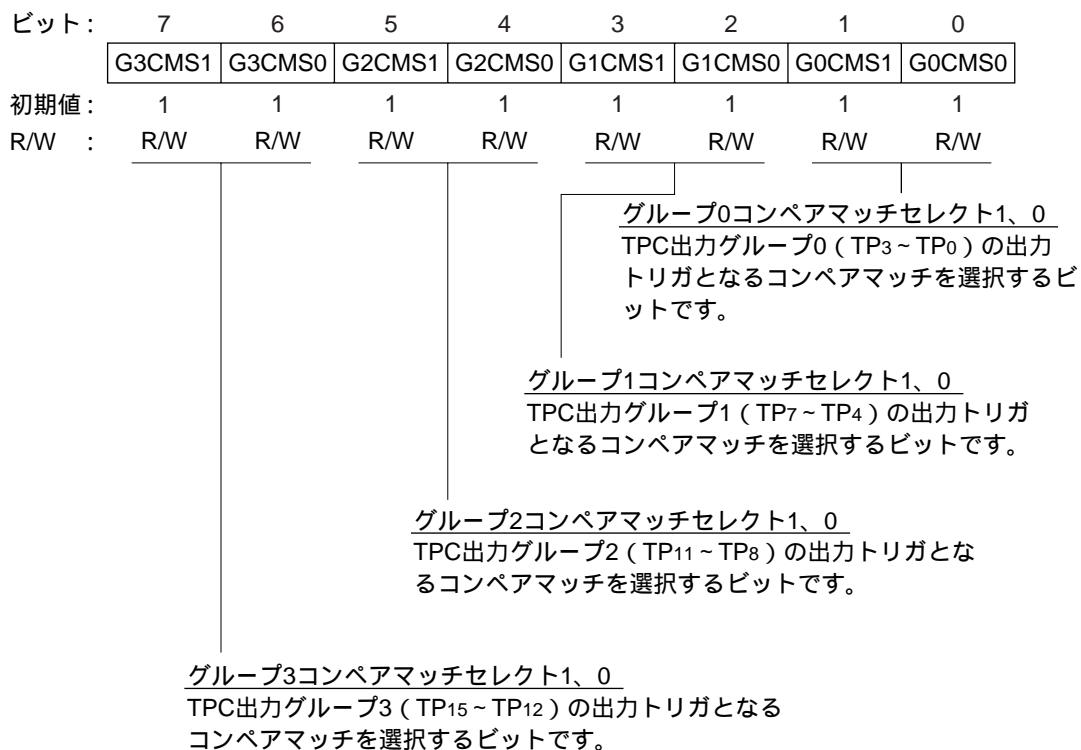 ビット: 7 6 5 4 3 2 1 0
G3CMS1 G3CMS0 G2CMS1 G2CMS0 G1CMS1 G1CMS0 G0CMS1 G0CMS0
初期値: 1 1 1 1 1 1 1 1
R/W : R/W R/W R/W R/W R/W R/W R/W R/W
グループ0コンペアマッチセレクト1、0
TPC出力グループ0(TP3~TP0)の出力
トリガとなるコンペアマッチを選択するビ
ットです。
グループ1コンペアマッチセレクト1、0
TPC出力グループ1(TP7~TP4)の出力トリガ
となるコンペアマッチを選択するビットです。
グループ2コンペアマッチセレクト1、0
TPC出力グループ2(TP11~TP8)の出力トリガとな
るコンペアマッチを選択するビットです。
グループ3コンペアマッチセレクト1、0
TPC出力グループ3(TP15~TP12)の出力トリガとなる
コンペアマッチを選択するビットです。